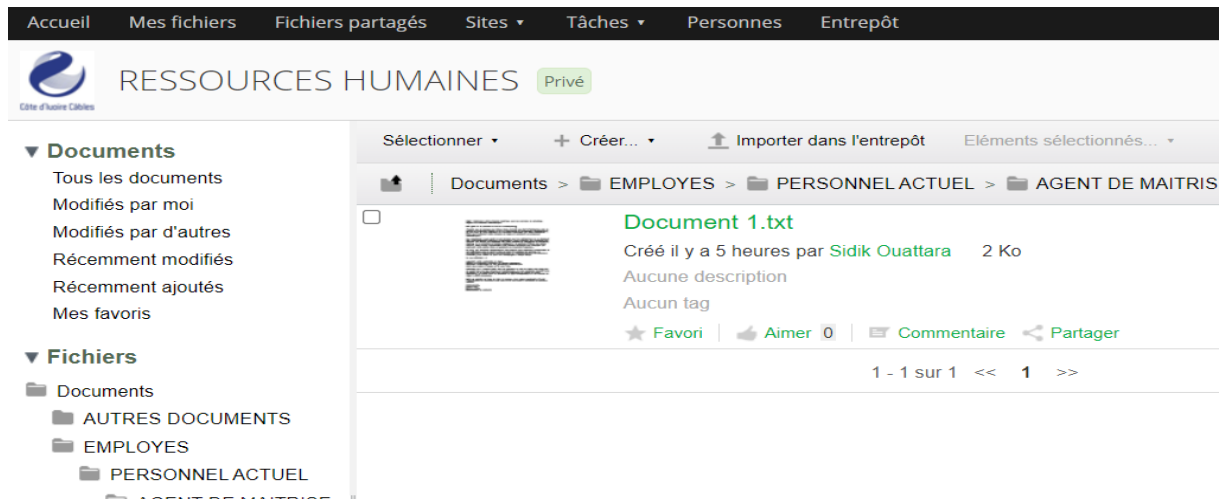 Accueil Mes fichiers Fichiers partagés Sites ▾ Tâches ▾ Personnes Entrepôt
Côte d'Ivoire Câbles
RESSOURCES HUMAINES Privé
Documents
Tous les documents
Modifiés par moi
Modifiés par d'autres
Récemment modifiés
Récemment ajoutés
Mes favoris
Fichiers
Documents
AUTRES DOCUMENTS
EMPLOYES
PERSONNEL ACTUEL
AGENT DE MAITRISE
Sélectionner ▾ + Créer... ▾ Importer dans l'entrepôt Eléments sélectionnés... ▾
Documents > EMPLOYES > PERSONNEL ACTUEL > AGENT DE MAITRIS
Document 1.txt
Créé il y a 5 heures par Sidik Ouattara 2 Ko
Aucune description
Aucun tag
Favori Aimer 0 Commentaire Partager
1 - 1 sur 1 << 1 >>